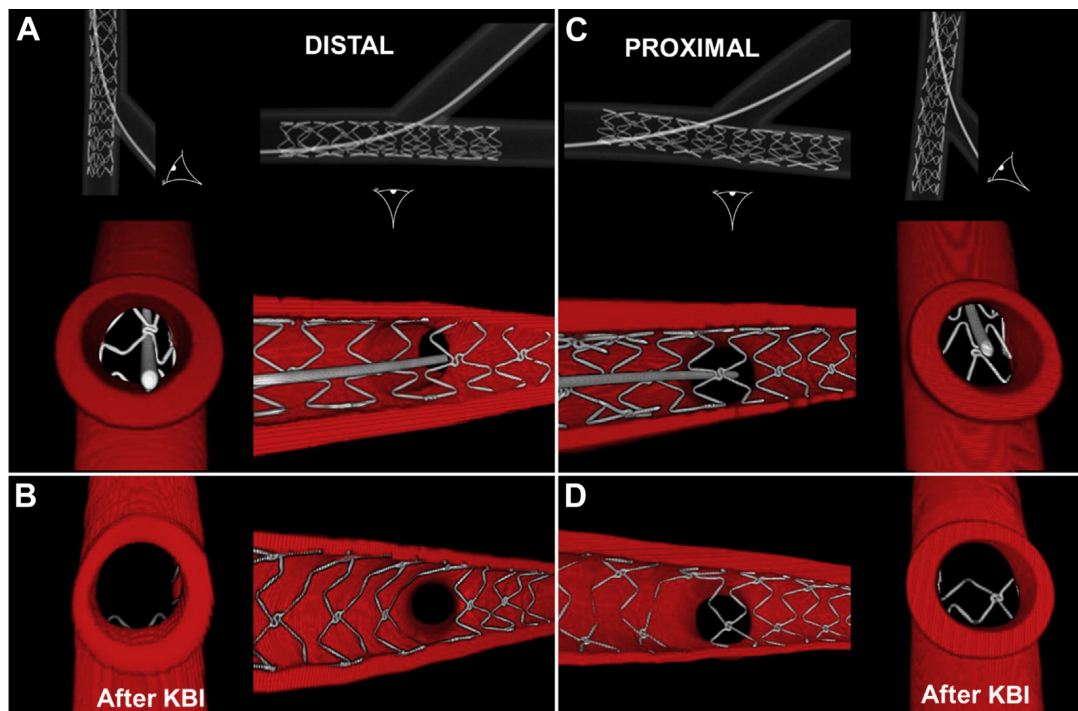 A
DISTAL
C
PROXIMAL
B
After KBI
D
After KBI